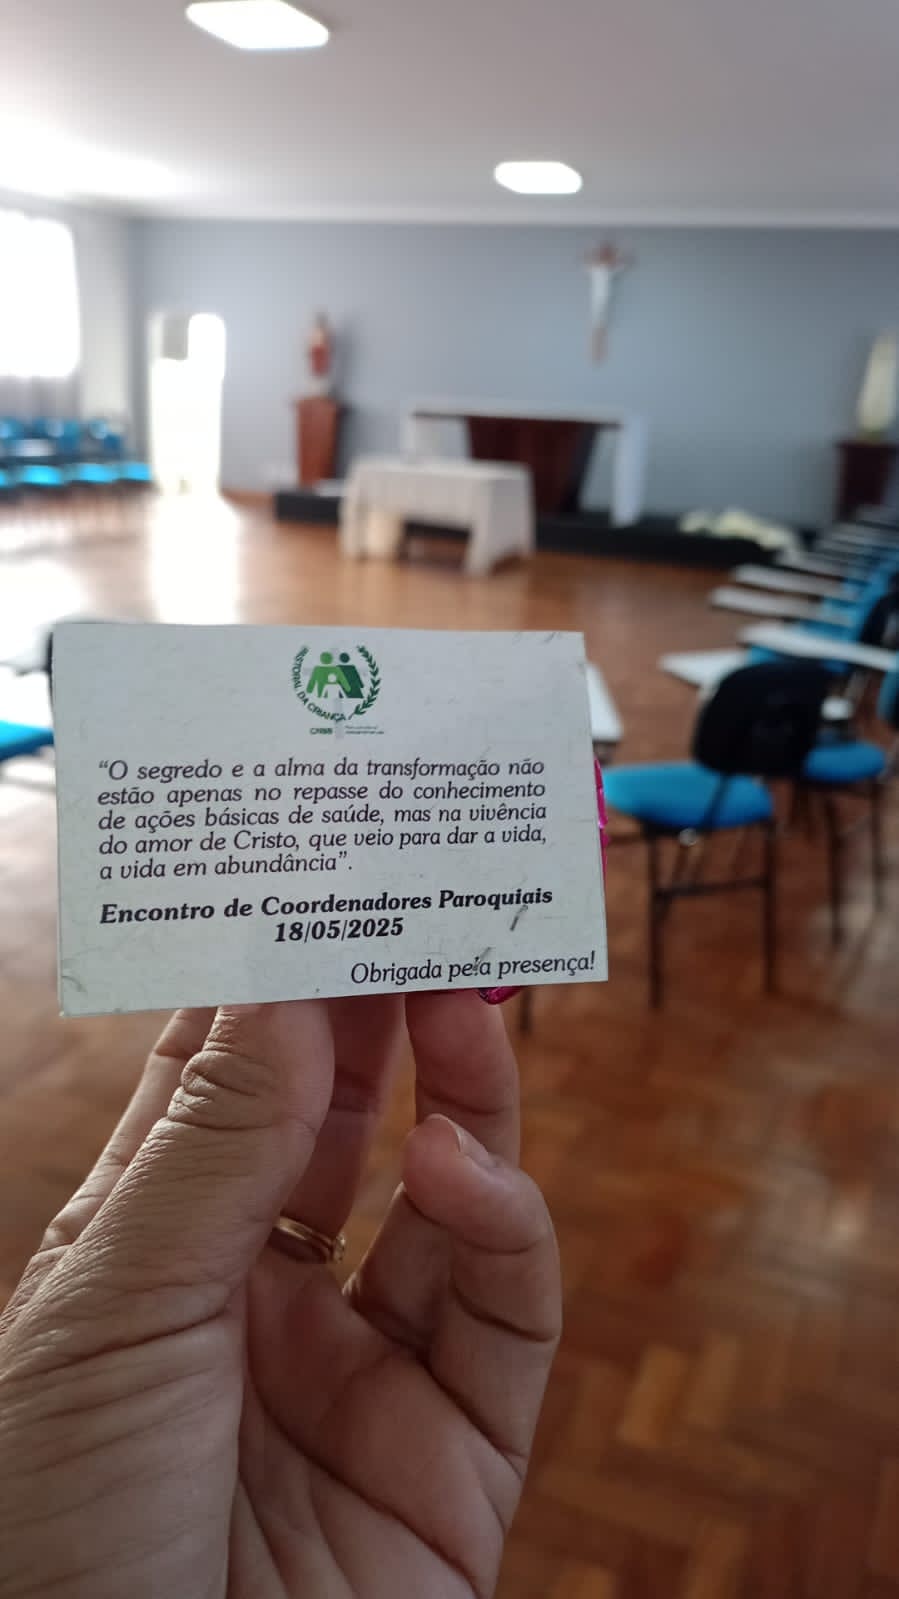 PASTORAL DA CRIANÇA
CNBB
“O segredo e a alma da transformação não
estão apenas no repasse do conhecimento
de ações básicas de saúde, mas na vivência
do amor de Cristo, que veio para dar a vida,
a vida em abundância”.
Encontro de Coordenadores Paroquiais
18/05/2025
Obrigada pela presença!